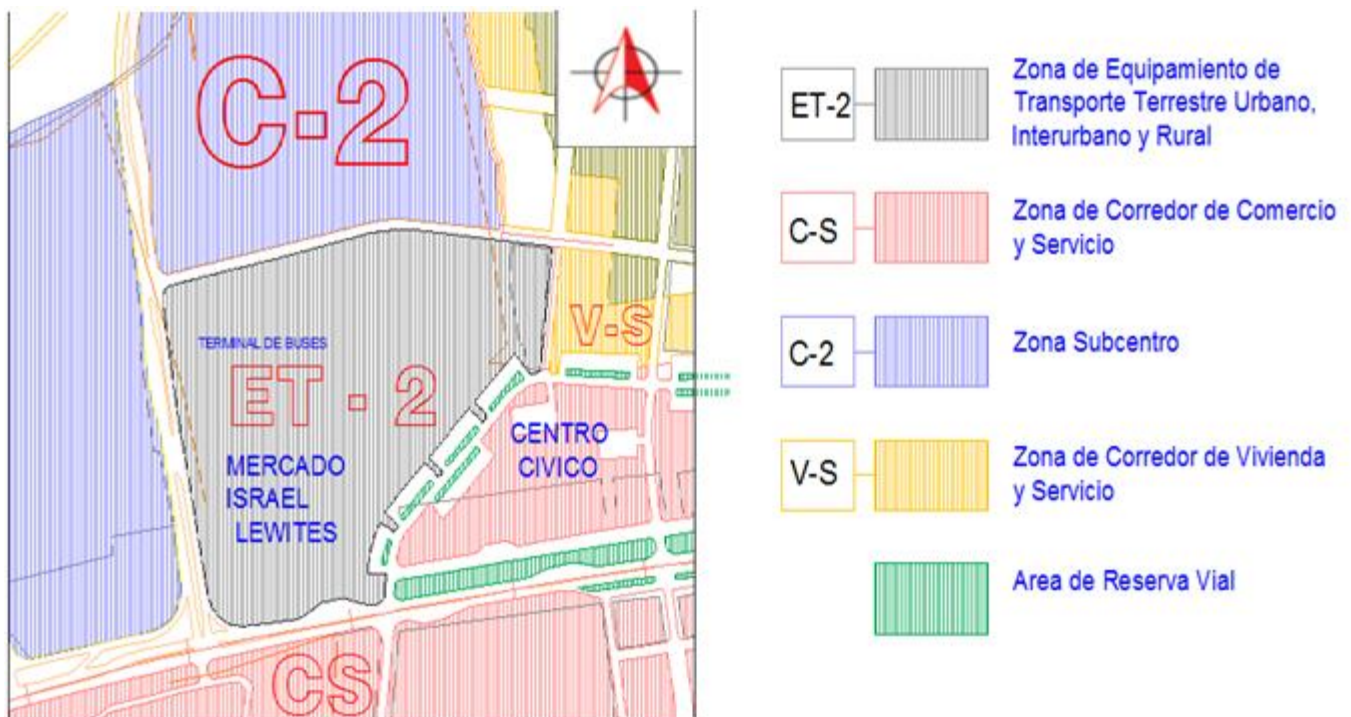 C-2
TERMINAL DE BUSES
ET - 2
MERCADO
ISRAEL
LEWITES
V-S
CENTRO
CIVICO
CS
ET-2
Zona de Equipamiento de
Transporte Terrestre Urbano,
Interurbano y Rural
C-S
Zona de Corredor de Comercio
y Servicio
C-2
Zona Subcentro
V-S
Zona de Corredor de Vivienda
y Servicio
Area de Reserva Vial